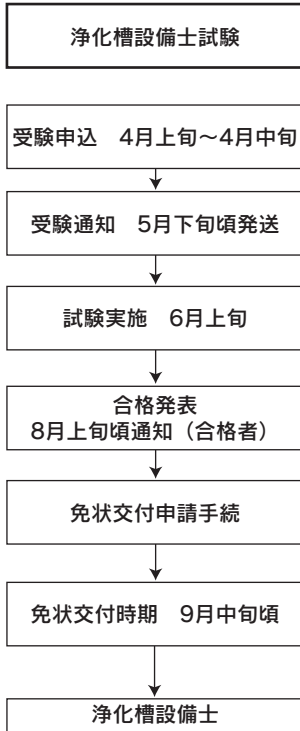 浄化槽設備士試験
受験申込　4月上旬～4月中旬
受験通知　5月下旬頃発送
試験実施　6月上旬
合格発表
8月上旬頃通知（合格者）
免状交付申請手続
免状交付時期　9月中旬頃
浄化槽設備士